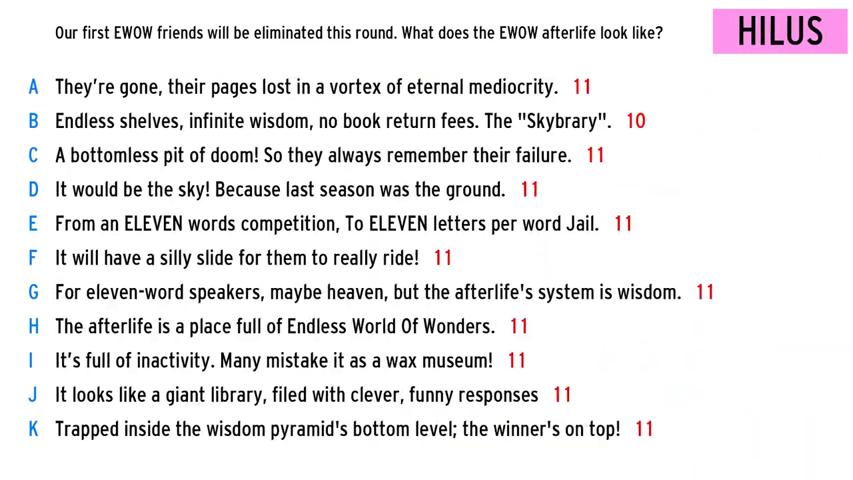 Our first EWOW friends will be eliminated this round. What does the EWOW afterlife look like?
HILUS
A They're gone, their pages lost in a vortex of eternal mediocrity. 11
B Endless shelves, infinite wisdom, no book return fees. The "Skybrary". 10
C A bottomless pit of doom! So they always remember their failure. 11
D It would be the sky! Because last season was the ground. 11
E From an ELEVEN words competition, To ELEVEN letters per word Jail. 11
F It will have a silly slide for them to really ride! 11
G For eleven-word speakers, maybe heaven, but the afterlife's system is wisdom. 11
H The afterlife is a place full of Endless World Of Wonders. 11
I It's full of inactivity. Many mistake it as a wax museum! 11
J It looks like a giant library, filed with clever, funny responses 11
K Trapped inside the wisdom pyramid's bottom level; the winner's on top! 11